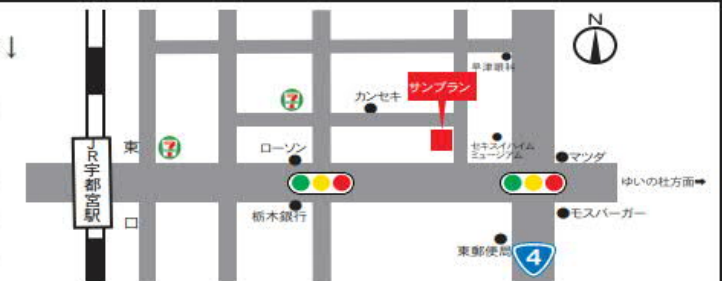 ↓
N
早津眼科
サンプラン
カンセキ
7
東
7
JR宇都宮駅
ローソン
セキスイハイム
ミュージアム
マツダ
ゆいの杜方面➡
口
栃木銀行
モスバーガー
東郵便局
4